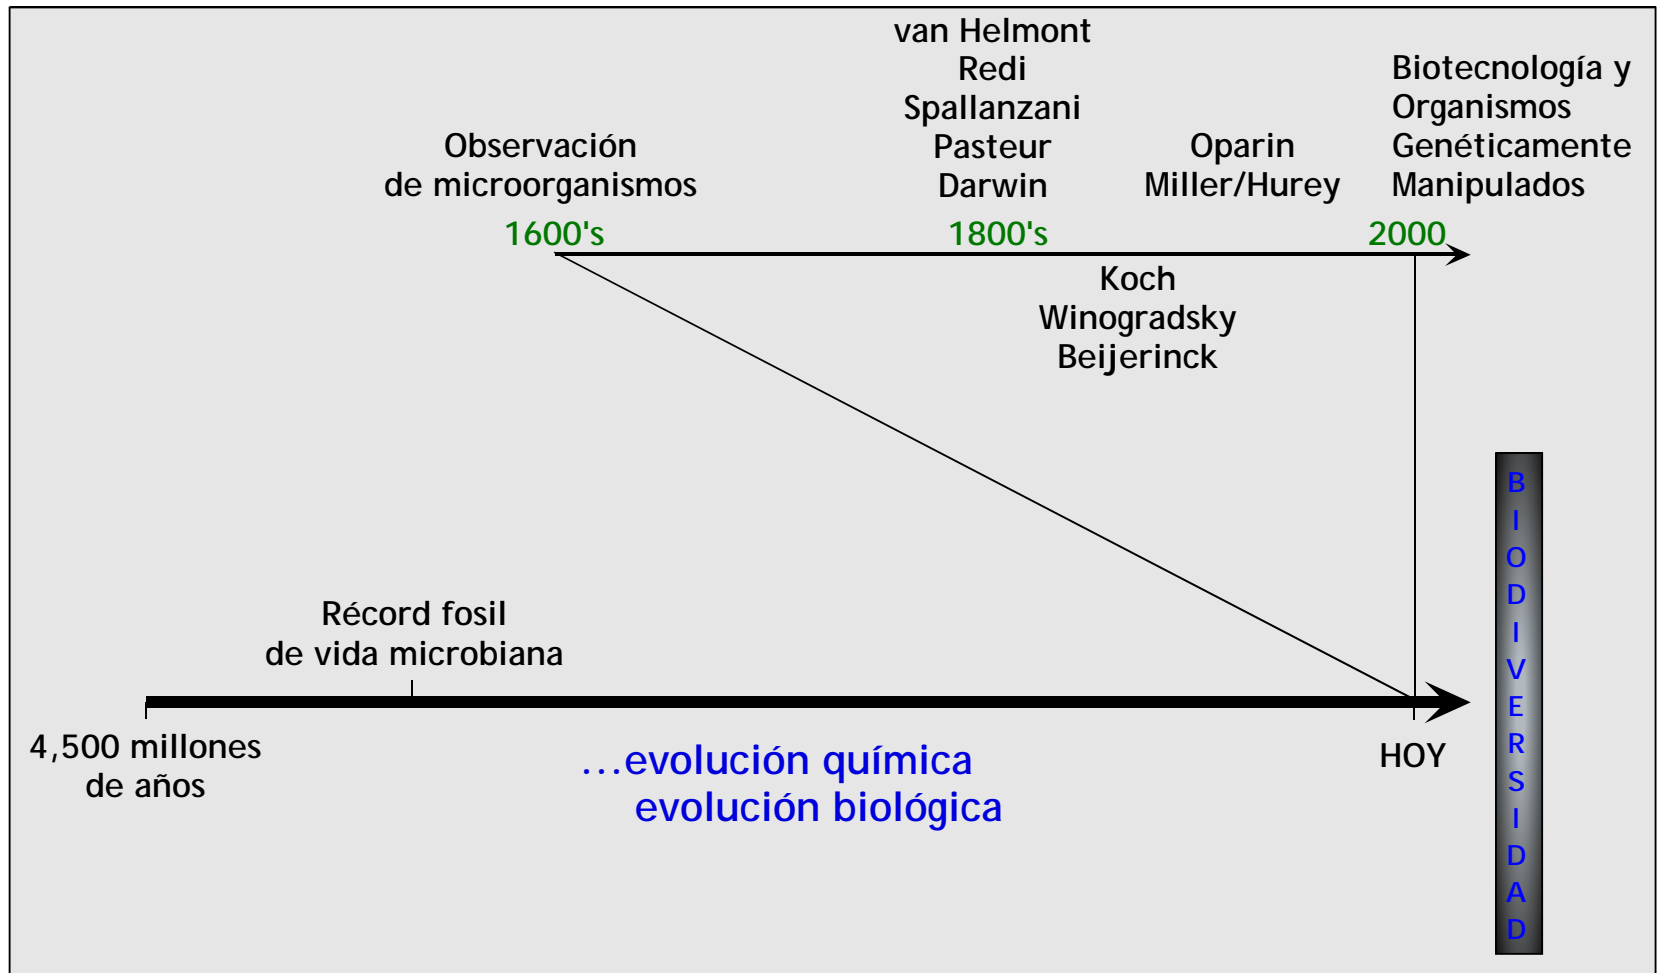 van Helmont
Redi
Spallanzani
Pasteur
Darwin
Observación
de microorganismos
Oparin
Miller/Hurey
Biotecnología y
Organismos
Genéticamente
Manipulados
1600's
1800's
2000
Koch
Winogradsky
Beijerinck
Récord fosil
de vida microbiana
4,500 millones
de años
...evolución química
evolución biológica
HOY
BIODIVERSIDAD